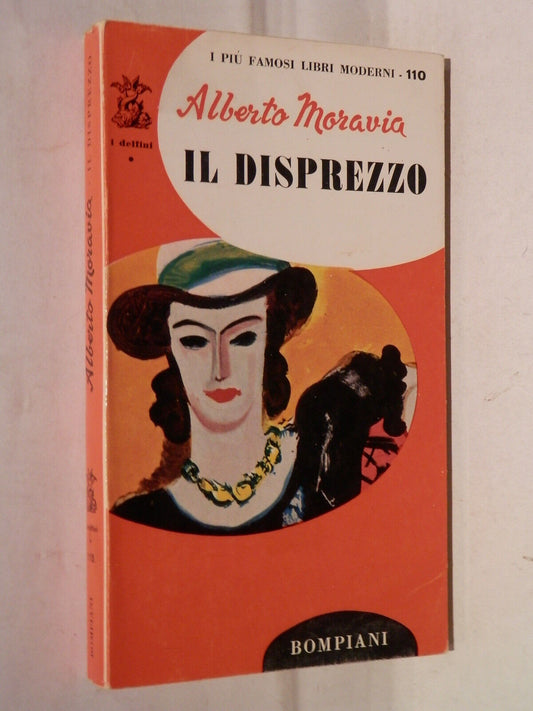 I PIÚ FAMOSI LIBRI MODERNI - 110
Alberto Moravia
IL DISPREZZO
i delfini
BOMPIANI
Alberto Moravia · IL DISPREZZO
BOMPIANI